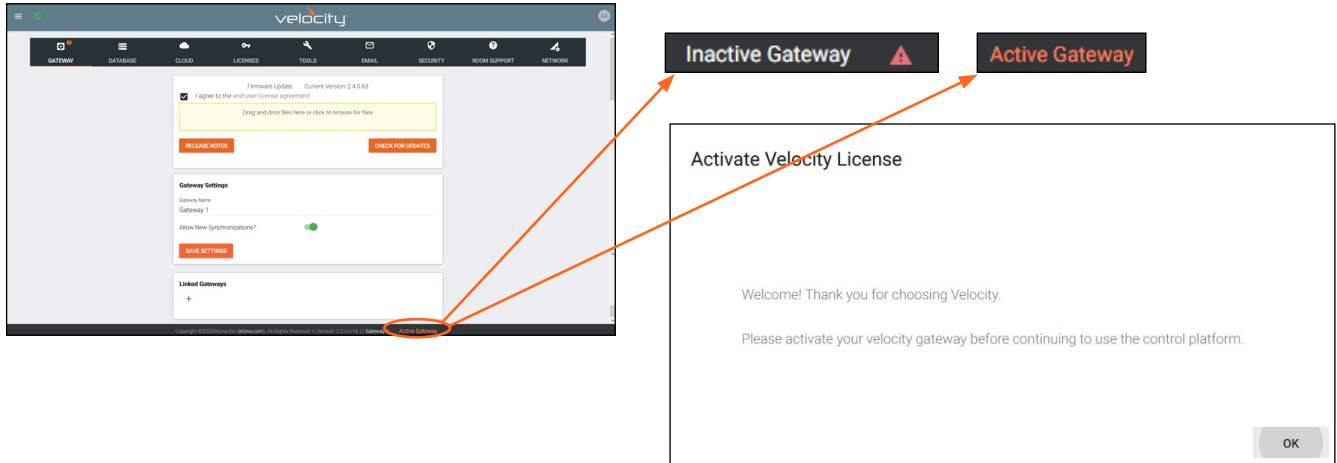 velocity
AA
GATEWAY DATABASE CLOUD LICENSES TOOLS EMAIL SECURITY ROOM SUPPORT NETWORK
Firmware Update Current Version: 2.4.0.63
I agree to the end-user license agreement
Drag and drop files here or click to browse for files
RELEASE NOTES CHECK FOR UPDATES
Gateway Settings
Gateway Name
Gateway 1
Allow New Synchronizations?
SAVE SETTINGS
Linked Gateways
Active Gateway
Inactive Gateway
Active Gateway
Activate Velocity License
Welcome! Thank you for choosing Velocity.
Please activate your velocity gateway before continuing to use the control platform.
OK